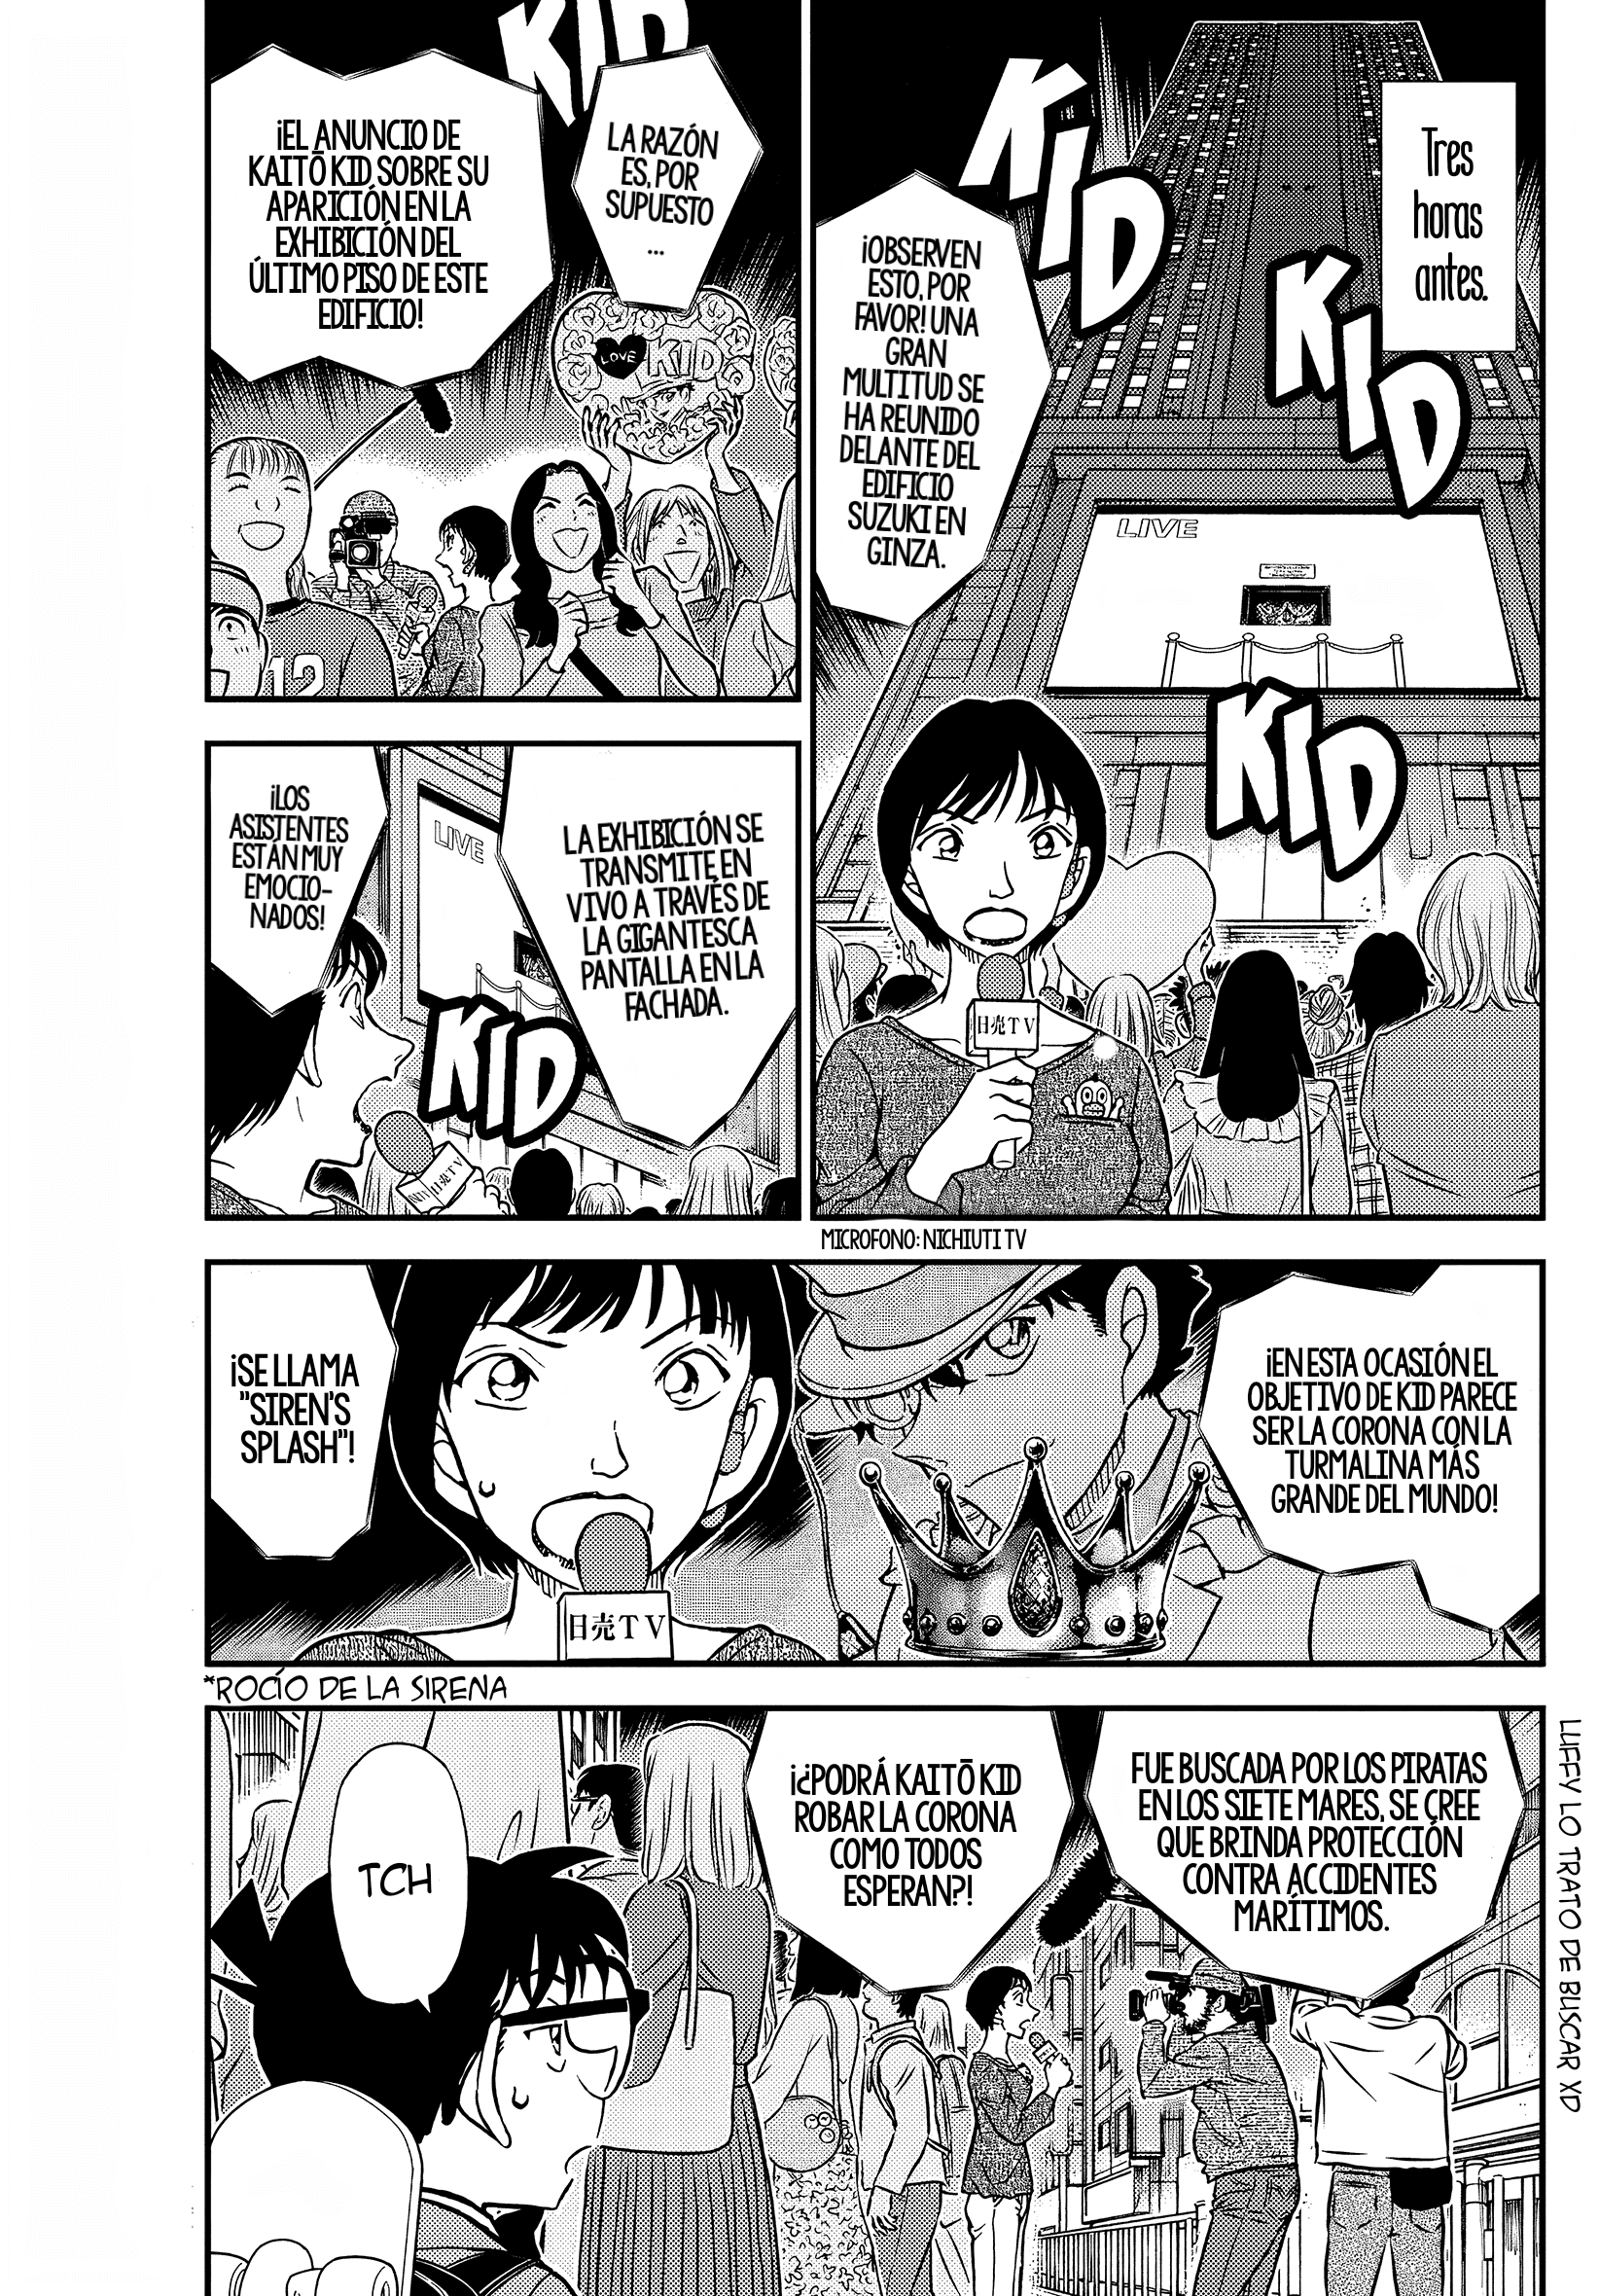 Tres
horas
antes.
KID
KID
KID
¡OBSERVEN
ESTO, POR
FAVOR! UNA
GRAN
MULTITUD SE
HA REUNIDO
DELANTE DEL
EDIFICIO
SUZUKI EN
GINZA.
LIVE
日売TV
MICROFONO: NICHIUTI TV
KID
LA RAZÓN
ES, POR
SUPUESTO
...
¡EL ANUNCIO DE
KAITŌ KID SOBRE SU
APARICIÓN EN LA
EXHIBICIÓN DEL
ÚLTIMO PISO DE ESTE
EDIFICIO!
LOVE KID
12
LA EXHIBICIÓN SE
TRANSMITE EN
VIVO A TRAVÉS DE
LA GIGANTESCA
PANTALLA EN LA
FACHADA.
LIVE
¡LOS
ASISTENTES
ESTÁN MUY
EMOCIO-
NADOS!
KID
日売TV
¡EN ESTA OCASIÓN EL
OBJETIVO DE KID PARECE
SER LA CORONA CON LA
TURMALINA MÁS
GRANDE DEL MUNDO!
¡SE LLAMA
"SIREN'S
SPLASH"!
日売TV
*ROCÍO DE LA SIRENA
FUE BUSCADA POR LOS PIRATAS
EN LOS SIETE MARES, SE CREE
QUE BRINDA PROTECCIÓN
CONTRA ACCIDENTES
MARÍTIMOS.
¡¿PODRÁ KAITŌ KID
ROBAR LA CORONA
COMO TODOS
ESPERAN?!
TCH
LUFFY LO TRATO DE BUSCAR XD